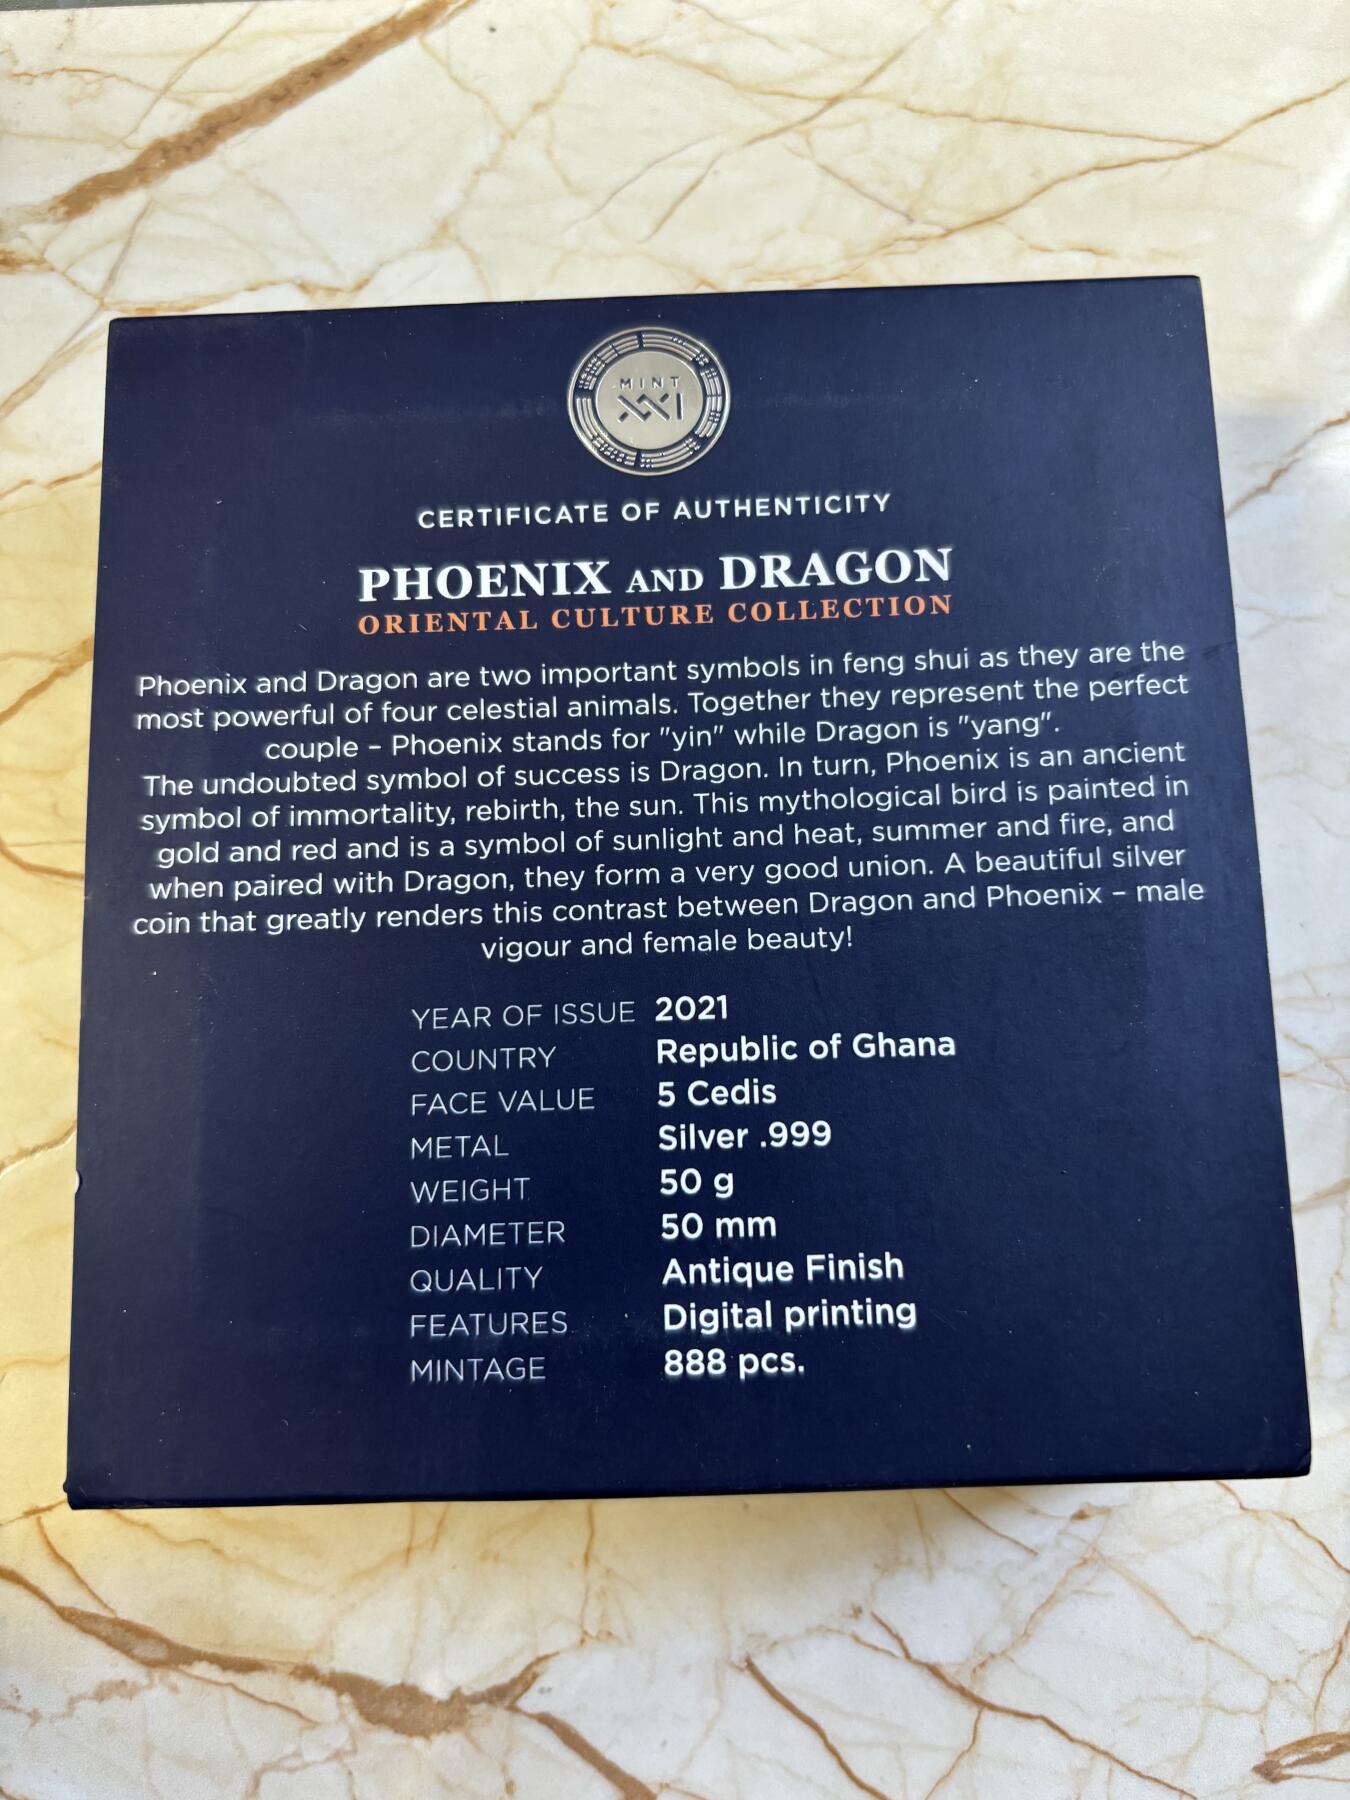 MINT
XXI
CERTIFICATE OF AUTHENTICITY
PHOENIX AND DRAGON
ORIENTAL CULTURE COLLECTION
Phoenix and Dragon are two important symbols in feng shui as they are the
most powerful of four celestial animals. Together they represent the perfect
couple – Phoenix stands for "yin" while Dragon is "yang".
The undoubted symbol of success is Dragon. In turn, Phoenix is an ancient
symbol of immortality, rebirth, the sun. This mythological bird is painted in
gold and red and is a symbol of sunlight and heat, summer and fire, and
when paired with Dragon, they form a very good union. A beautiful silver
coin that greatly renders this contrast between Dragon and Phoenix – male
vigour and female beauty!
YEAR OF ISSUE 2021
COUNTRY Republic of Ghana
FACE VALUE 5 Cedis
METAL Silver .999
WEIGHT 50 g
DIAMETER 50 mm
QUALITY Antique Finish
FEATURES Digital printing
MINTAGE 888 pcs.